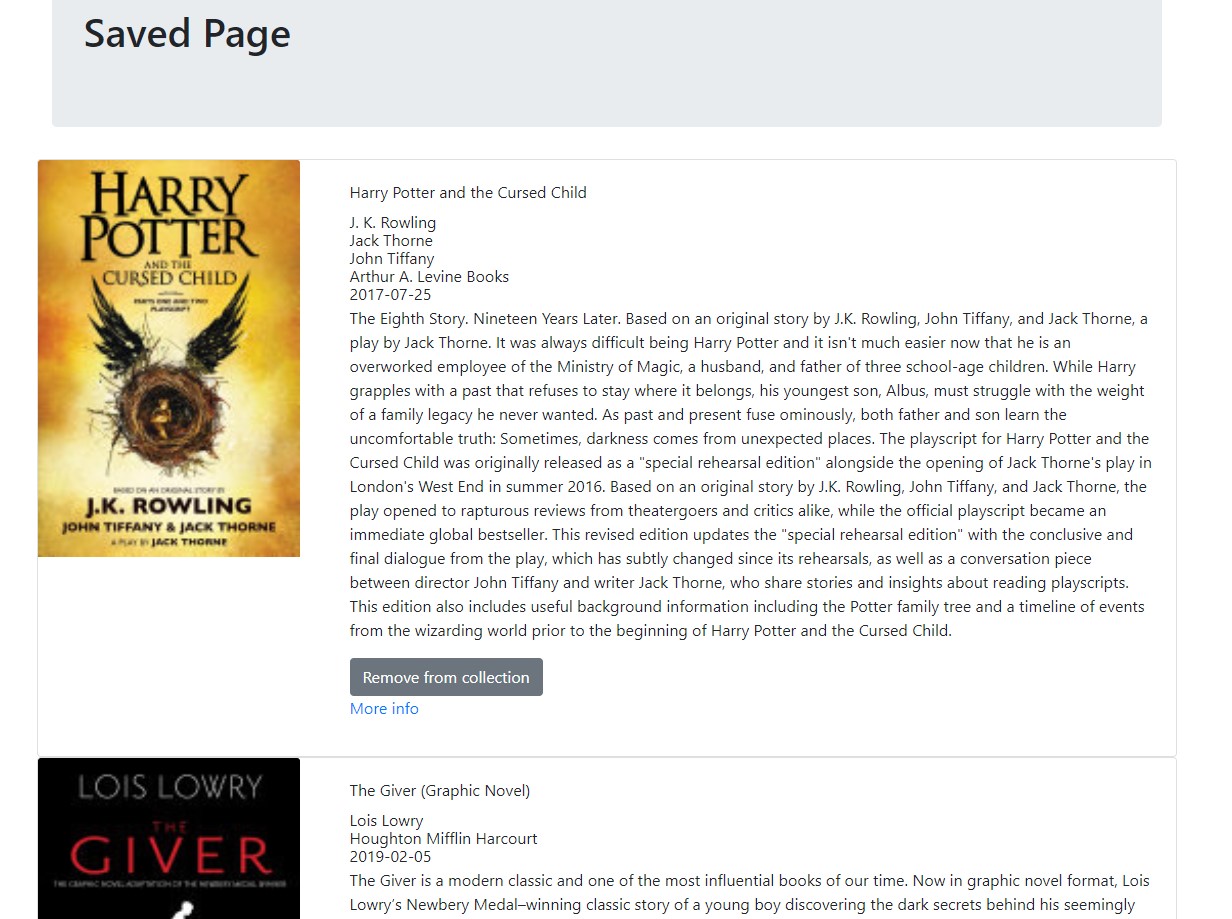 Saved Page
HARRY
POTTER
AND THE
CURSED CHILD
PARTS ONE AND TWO
PLAYSCRIPT
BASED ON AN ORIGINAL STORY BY
J.K. ROWLING
JOHN TIFFANY & JACK THORNE
A PLAY BY JACK THORNE
Harry Potter and the Cursed Child
J. K. Rowling
Jack Thorne
John Tiffany
Arthur A. Levine Books
2017-07-25
The Eighth Story. Nineteen Years Later. Based on an original story by J.K. Rowling, John Tiffany, and Jack Thorne, a
play by Jack Thorne. It was always difficult being Harry Potter and it isn't much easier now that he is an
overworked employee of the Ministry of Magic, a husband, and father of three school-age children. While Harry
grapples with a past that refuses to stay where it belongs, his youngest son, Albus, must struggle with the weight
of a family legacy he never wanted. As past and present fuse ominously, both father and son learn the
uncomfortable truth: Sometimes, darkness comes from unexpected places. The playscript for Harry Potter and the
Cursed Child was originally released as a "special rehearsal edition" alongside the opening of Jack Thorne's play in
London's West End in summer 2016. Based on an original story by J.K. Rowling, John Tiffany, and Jack Thorne, the
play opened to rapturous reviews from theatergoers and critics alike, while the official playscript became an
immediate global bestseller. This revised edition updates the "special rehearsal edition" with the conclusive and
final dialogue from the play, which has subtly changed since its rehearsals, as well as a conversation piece
between director John Tiffany and writer Jack Thorne, who share stories and insights about reading playscripts.
This edition also includes useful background information including the Potter family tree and a timeline of events
from the wizarding world prior to the beginning of Harry Potter and the Cursed Child.
Remove from collection
More info
LOIS LOWRY
THE
GIVER
THE GRAPHIC NOVEL ADAPTATION OF THE NEWBERY MEDAL WINNER
The Giver (Graphic Novel)
Lois Lowry
Houghton Mifflin Harcourt
2019-02-05
The Giver is a modern classic and one of the most influential books of our time. Now in graphic novel format, Lois
Lowry’s Newbery Medal–winning classic story of a young boy discovering the dark secrets behind his seemingly